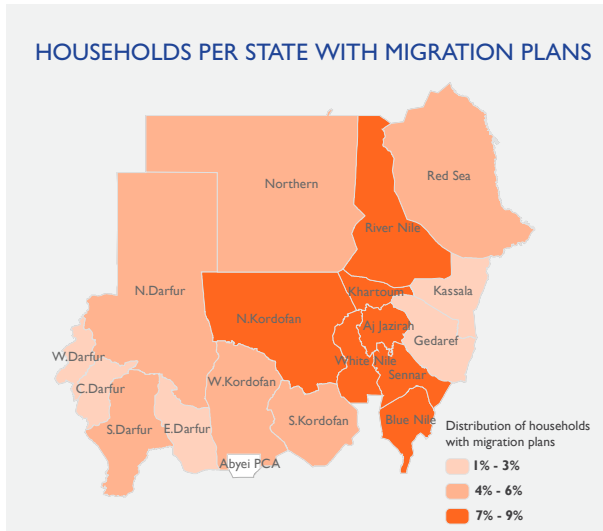 HOUSEHOLDS PER STATE WITH MIGRATION PLANS
Northern
Red Sea
River Nile
N.Darfur
Khartoum
Kassala
N.Kordofan
Aj Jazirah
Gedaref
W.Darfur
White Nile
Sennar
C.Darfur
W.Kordofan
S.Darfur
E.Darfur
S.Kordofan
Blue Nile
Abyei PCA
Distribution of households
with migration plans
1% - 3%
4% - 6%
7% - 9%